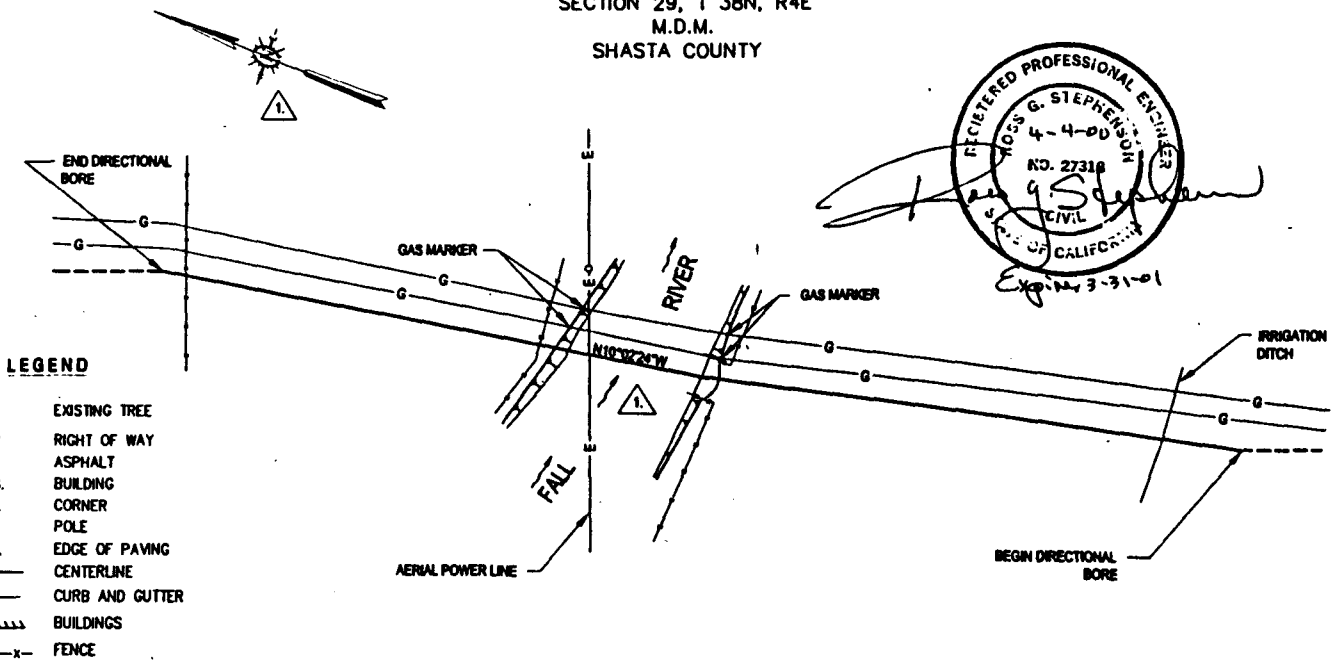 SECTION 29, T 38N, R4E
M.D.M.
SHASTA COUNTY
1.
REGISTERED PROFESSIONAL ENGINEER
ROSS G. STEPHENSON
4-4-00
NO. 27318
CIVIL
STATE OF CALIFORNIA
Ross G. Stephenson
Expires 3-31-01
END DIRECTIONAL
BORE
E
G
G
GAS MARKER
G
G
E
RIVER
GAS MARKER
N10°02'24"W
G
G
IRRIGATION
DITCH
G
G
1.
FALL
E
AERIAL POWER LINE
BEGIN DIRECTIONAL
BORE
LEGEND
EXISTING TREE
RIGHT OF WAY
ASPHALT
BUILDING
CORNER
POLE
EDGE OF PAVING
CENTERLINE
CURB AND GUTTER
BUILDINGS
—x— FENCE